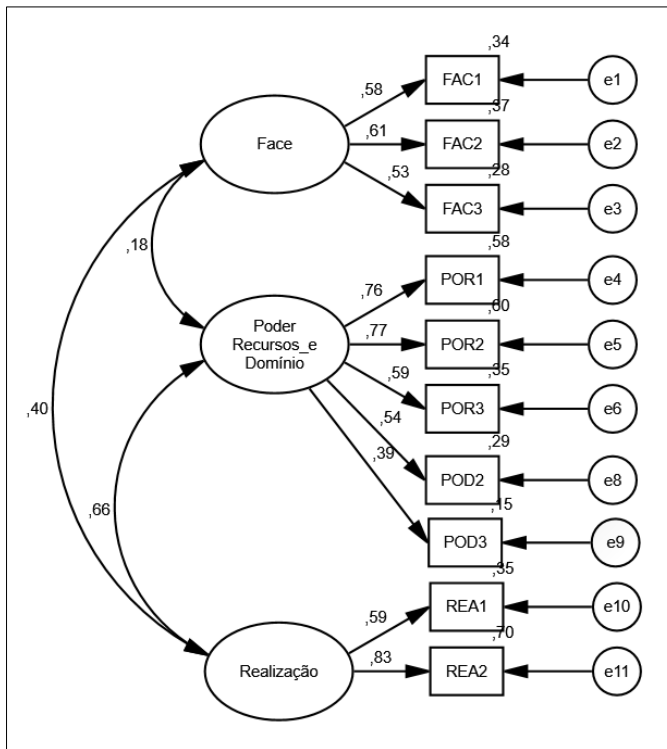 ,34
FAC1
e1
,58
,37
FAC2
e2
,61
Face
,28
FAC3
e3
,53
,58
,18
POR1
e4
,76
,60
Poder
Recursos_e
Domínio
POR2
e5
,77
,35
POR3
e6
,59
,40
,54
,29
POD2
e8
,39
,15
,66
POD3
e9
,35
REA1
e10
,59
,70
Realização
REA2
e11
,83